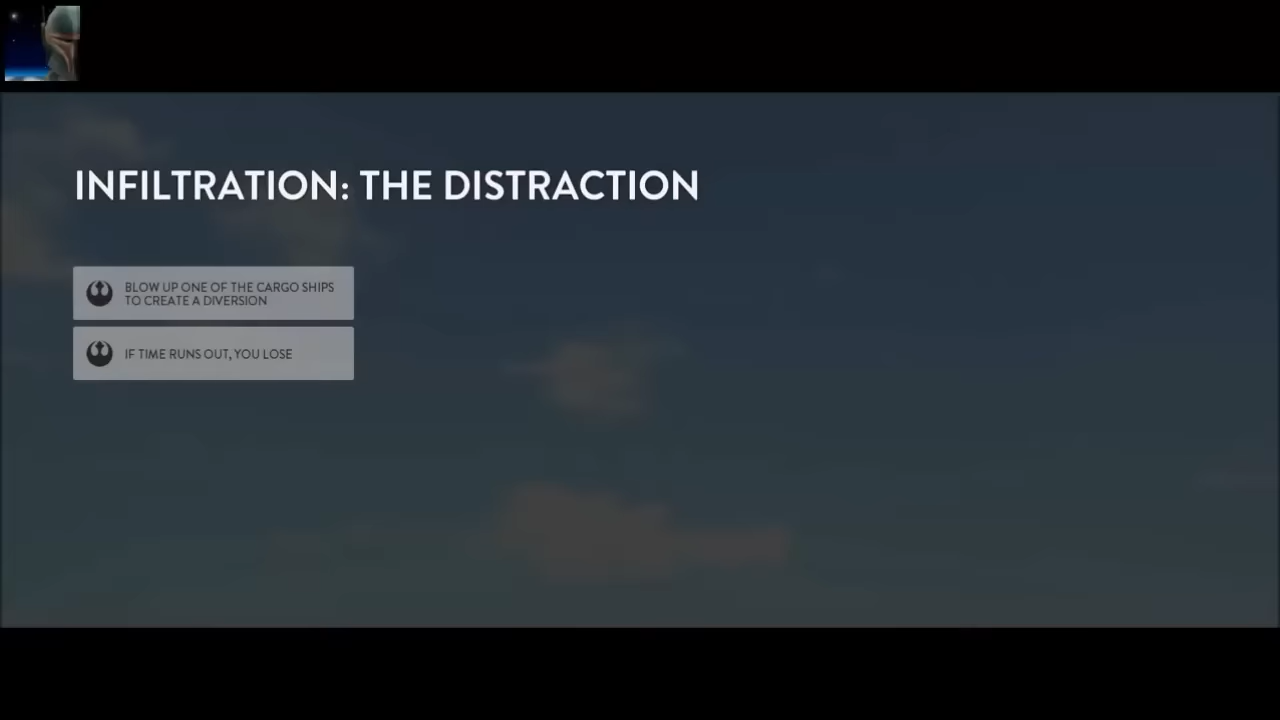 INFILTRATION: THE DISTRACTION
BLOW UP ONE OF THE CARGO SHIPS
TO CREATE A DIVERSION
IF TIME RUNS OUT, YOU LOSE